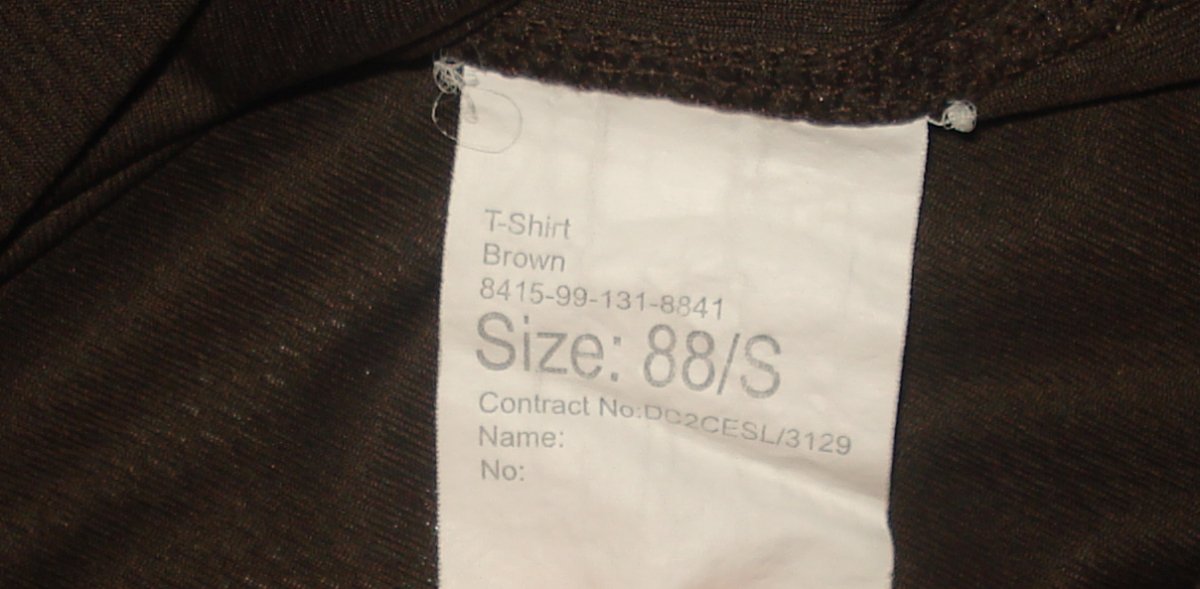 T-Shirt
Brown
8415-99-131-8841
Size: 88/S
Contract No:DC2CESL/3129
Name:
No: